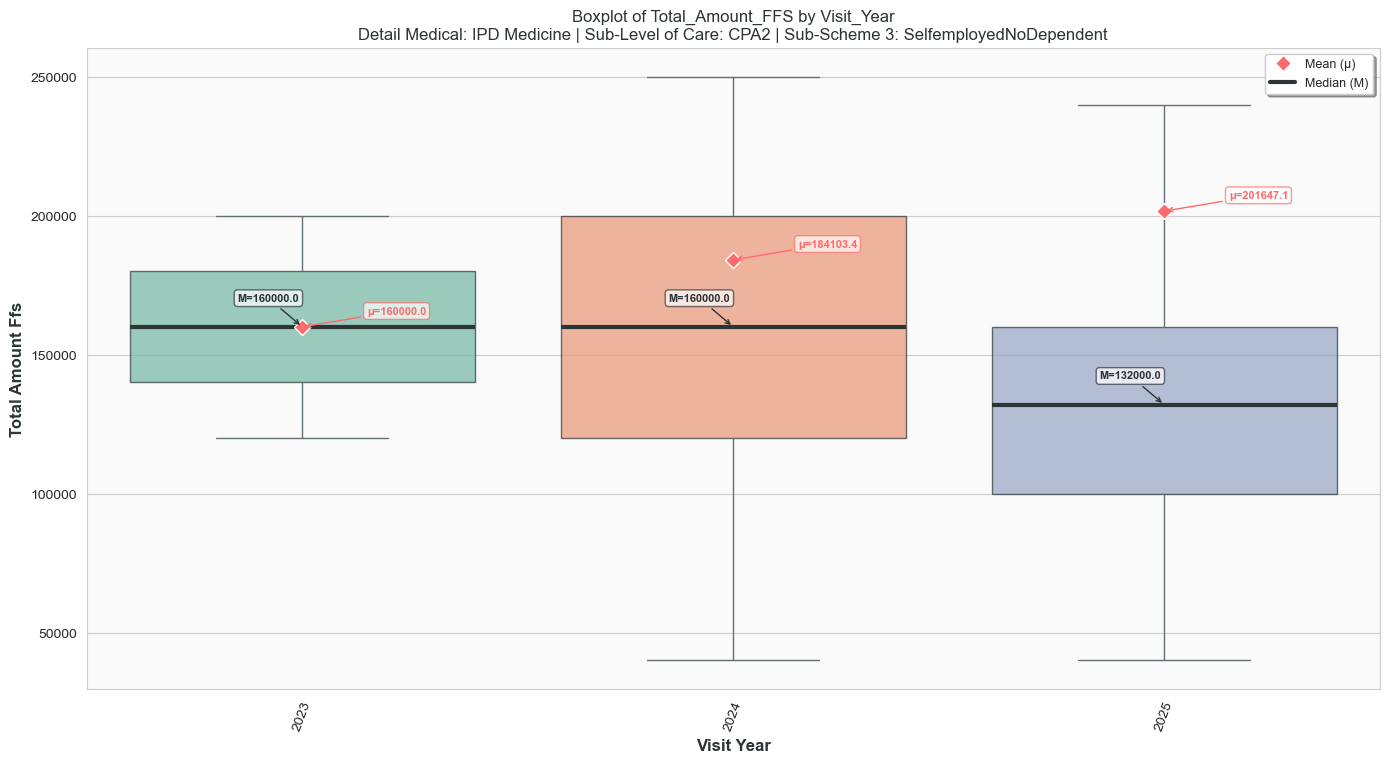 Boxplot of Total_Amount_FFS by Visit_Year
Detail Medical: IPD Medicine | Sub-Level of Care: CPA2 | Sub-Scheme 3: SelfemployedNoDependent
Mean (μ)
Median (M)
Total Amount Ffs
250000
200000
150000
100000
50000
M=160000.0
μ=160000.0
M=160000.0
μ=184103.4
M=132000.0
μ=201647.1
2023
2024
2025
Visit Year